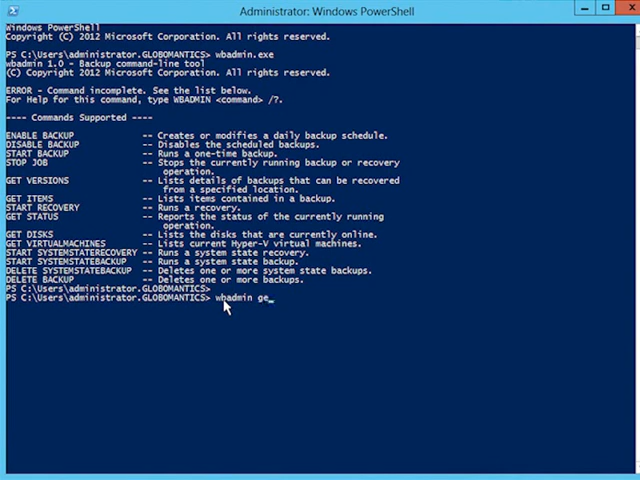 Administrator: Windows PowerShell
Windows PowerShell
Copyright (C) 2012 Microsoft Corporation. All rights reserved.
PS C:\Users\administrator.GLOBOMANTICS> wbadmin.exe
wbadmin 1.0 - Backup command-line tool
(C) Copyright 2012 Microsoft Corporation. All rights reserved.
ERROR - Command incomplete. See the list below.
For Help for this command, type WBADMIN <command> /?.
---- Commands Supported ----
ENABLE BACKUP -- Creates or modifies a daily backup schedule.
DISABLE BACKUP -- Disables the scheduled backups.
START BACKUP -- Runs a one-time backup.
STOP JOB -- Stops the currently running backup or recovery
operation.
GET VERSIONS -- Lists details of backups that can be recovered
from a specified location.
GET ITEMS -- Lists items contained in a backup.
START RECOVERY -- Runs a recovery.
GET STATUS -- Reports the status of the currently running
operation.
GET DISKS -- Lists the disks that are currently online.
GET VIRTUALMACHINES -- Lists current Hyper-V virtual machines.
START SYSTEMSTATERECOVERY -- Runs a system state recovery.
START SYSTEMSTATEBACKUP -- Runs a system state backup.
DELETE SYSTEMSTATEBACKUP -- Deletes one or more system state backups.
DELETE BACKUP -- Deletes one or more backups.
PS C:\Users\administrator.GLOBOMANTICS>
PS C:\Users\administrator.GLOBOMANTICS> wbadmin ge_